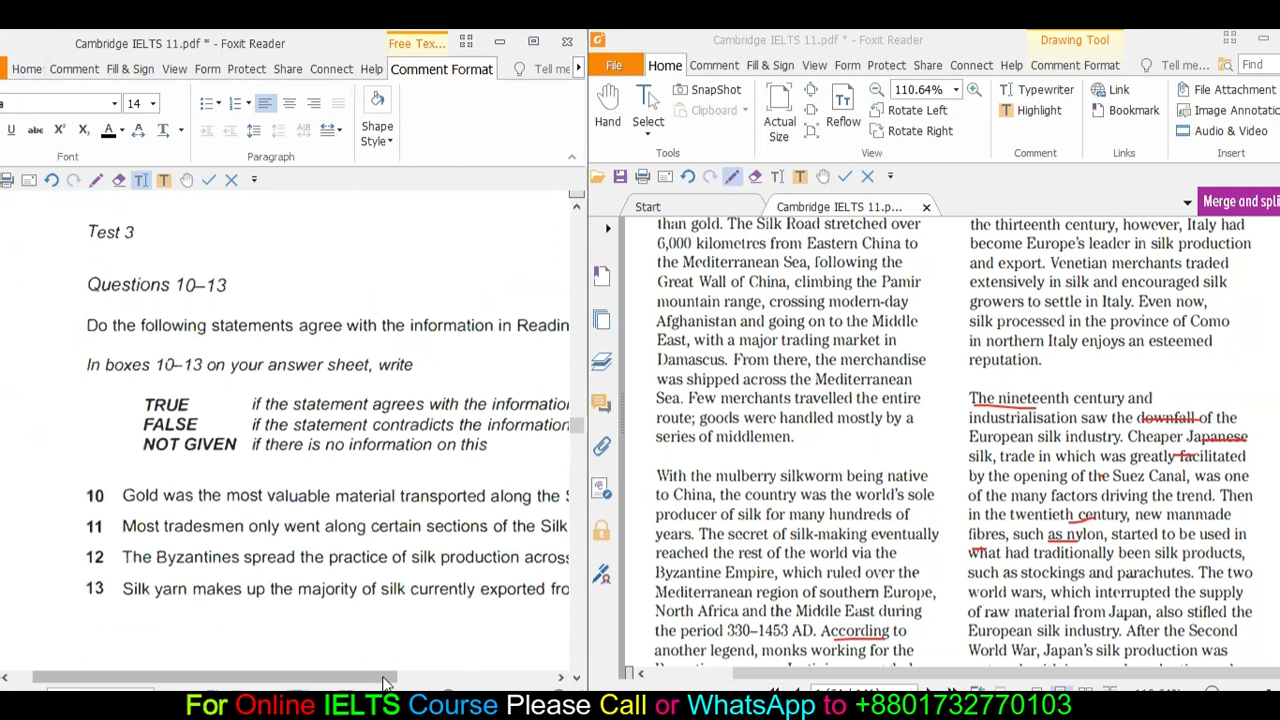 Cambridge IELTS 11.pdf * - Foxit Reader
Free Tex...
Home Comment Fill & Sign View Form Protect Share Connect Help Comment Format Tell me
14
U abc X² X₂ A A T
Shape Style
Font
Paragraph
Test 3
Questions 10–13
Do the following statements agree with the information in Readin
In boxes 10–13 on your answer sheet, write
TRUE if the statement agrees with the information
FALSE if the statement contradicts the information
NOT GIVEN if there is no information on this
10 Gold was the most valuable material transported along the S
11 Most tradesmen only went along certain sections of the Silk
12 The Byzantines spread the practice of silk production across
13 Silk yarn makes up the majority of silk currently exported fro
Cambridge IELTS 11.pdf * - Foxit Reader
Drawing Tool
File Home Comment Fill & Sign View Form Protect Share Connect Help Comment Format Tell me... Find
Hand
Select
SnapShot
Clipboard
Tools
Actual Size
Reflow
110.64%
Rotate Left
Rotate Right
View
Typewriter
Highlight
Comment
Link
Bookmark
Links
File Attachment
Image Annotation
Audio & Video
Insert
Start
Cambridge IELTS 11.p...
Merge and spli
than gold. The Silk Road stretched over
6,000 kilometres from Eastern China to
the Mediterranean Sea, following the
Great Wall of China, climbing the Pamir
mountain range, crossing modern-day
Afghanistan and going on to the Middle
East, with a major trading market in
Damascus. From there, the merchandise
was shipped across the Mediterranean
Sea. Few merchants travelled the entire
route; goods were handled mostly by a
series of middlemen.
With the mulberry silkworm being native
to China, the country was the world's sole
producer of silk for many hundreds of
years. The secret of silk-making eventually
reached the rest of the world via the
Byzantine Empire, which ruled over the
Mediterranean region of southern Europe,
North Africa and the Middle East during
the period 330–1453 AD. According to
another legend, monks working for the
the thirteenth century, however, Italy had
become Europe's leader in silk production
and export. Venetian merchants traded
extensively in silk and encouraged silk
growers to settle in Italy. Even now,
silk processed in the province of Como
in northern Italy enjoys an esteemed
reputation.
The nineteenth century and
industrialisation saw the downfall of the
European silk industry. Cheaper Japanese
silk, trade in which was greatly facilitated
by the opening of the Suez Canal, was one
of the many factors driving the trend. Then
in the twentieth century, new manmade
fibres, such as nylon, started to be used in
what had traditionally been silk products,
such as stockings and parachutes. The two
world wars, which interrupted the supply
of raw material from Japan, also stifled the
European silk industry. After the Second
World War, Japan's silk production was
For Online IELTS Course Please Call or WhatsApp to +8801732770103